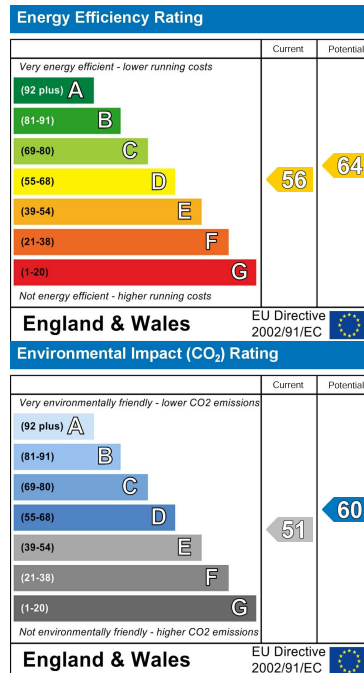 Energy Efficiency Rating
Current Potential
Very energy efficient - lower running costs
(92 plus) A
(81-91) B
(69-80) C
(55-68) D
(39-54) E
(21-38) F
(1-20) G
56
64
Not energy efficient - higher running costs
England & Wales
EU Directive
2002/91/EC
Environmental Impact (CO₂) Rating
Current Potential
Very environmentally friendly - lower CO2 emissions
(92 plus) A
(81-91) B
(69-80) C
(55-68) D
(39-54) E
(21-38) F
(1-20) G
51
60
Not environmentally friendly - higher CO2 emissions
England & Wales
EU Directive
2002/91/EC